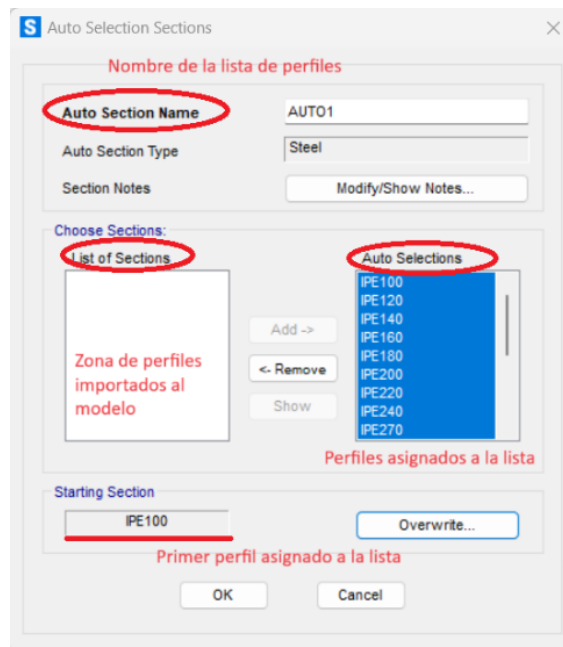 S Auto Selection Sections
Nombre de la lista de perfiles
Auto Section Name
AUTO1
Auto Section Type
Steel
Section Notes
Modify/Show Notes...
Choose Sections:
List of Sections
Auto Selections
IPE100
IPE120
IPE140
IPE160
IPE180
IPE200
IPE220
IPE240
IPE270
Add ->
<- Remove
Show
Zona de perfiles
importados al
modelo
Perfiles asignados a la lista
Starting Section
IPE100
Overwrite...
Primer perfil asignado a la lista
OK
Cancel